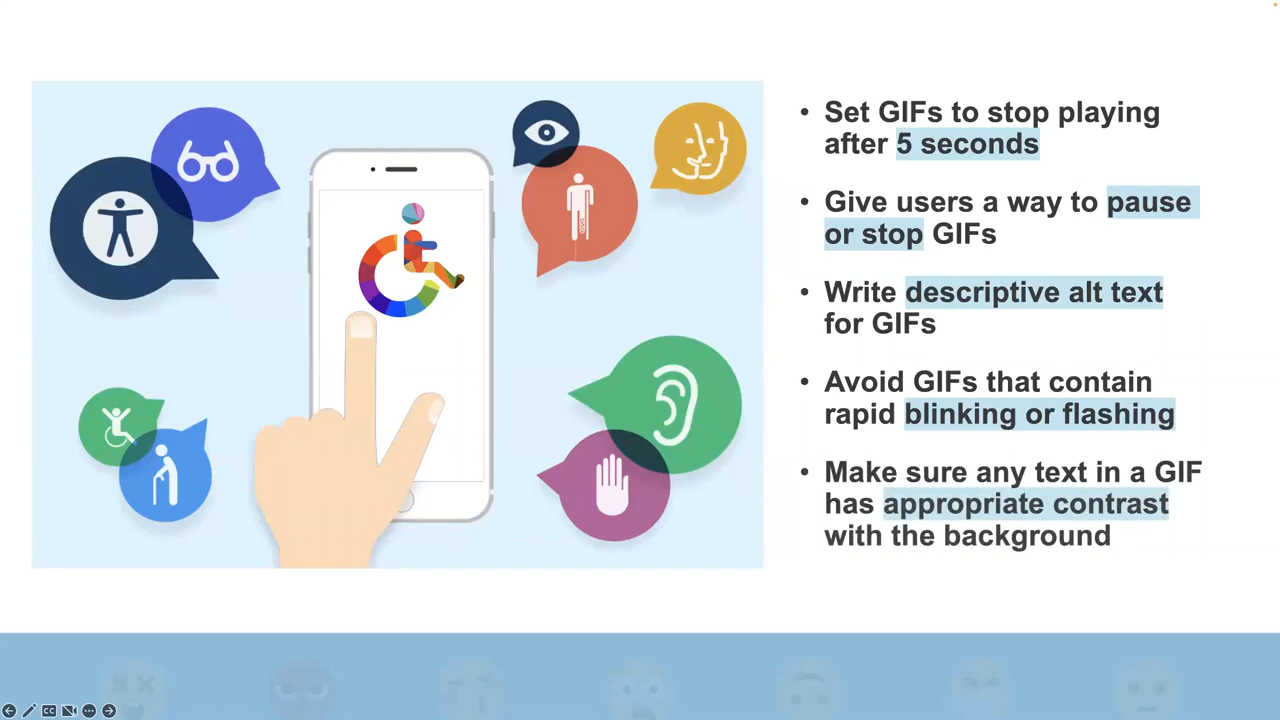 • Set GIFs to stop playing
after 5 seconds
• Give users a way to pause
or stop GIFs
• Write descriptive alt text
for GIFs
• Avoid GIFs that contain
rapid blinking or flashing
• Make sure any text in a GIF
has appropriate contrast
with the background
CC